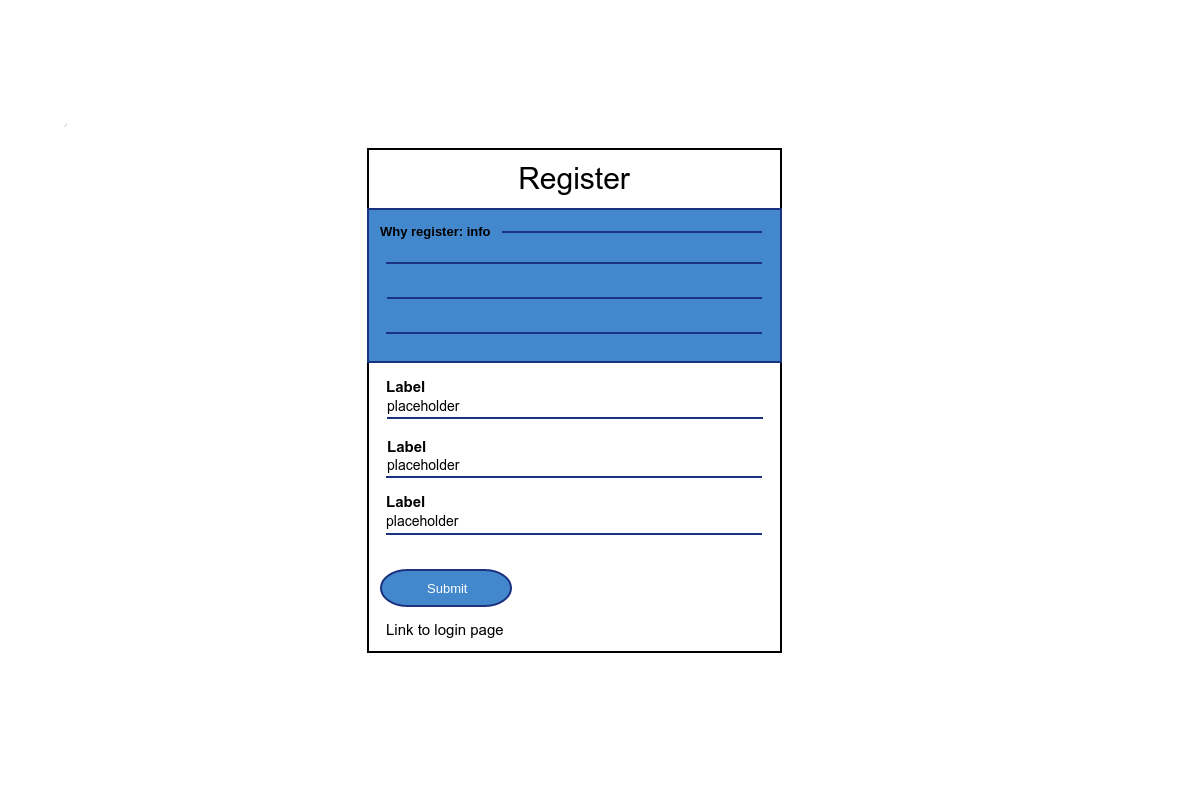 Register
Why register: info
Label
placeholder
Label
placeholder
Label
placeholder
Submit
Link to login page